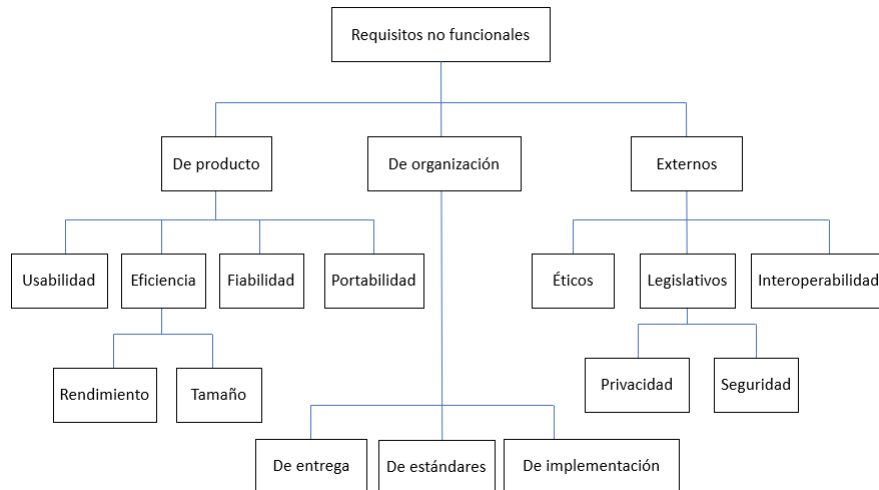 Requisitos no funcionales
De producto
De organización
Externos
Usabilidad
Eficiencia
Fiabilidad
Portabilidad
Éticos
Legislativos
Interoperabilidad
Rendimiento
Tamaño
Privacidad
Seguridad
De entrega
De estándares
De implementación